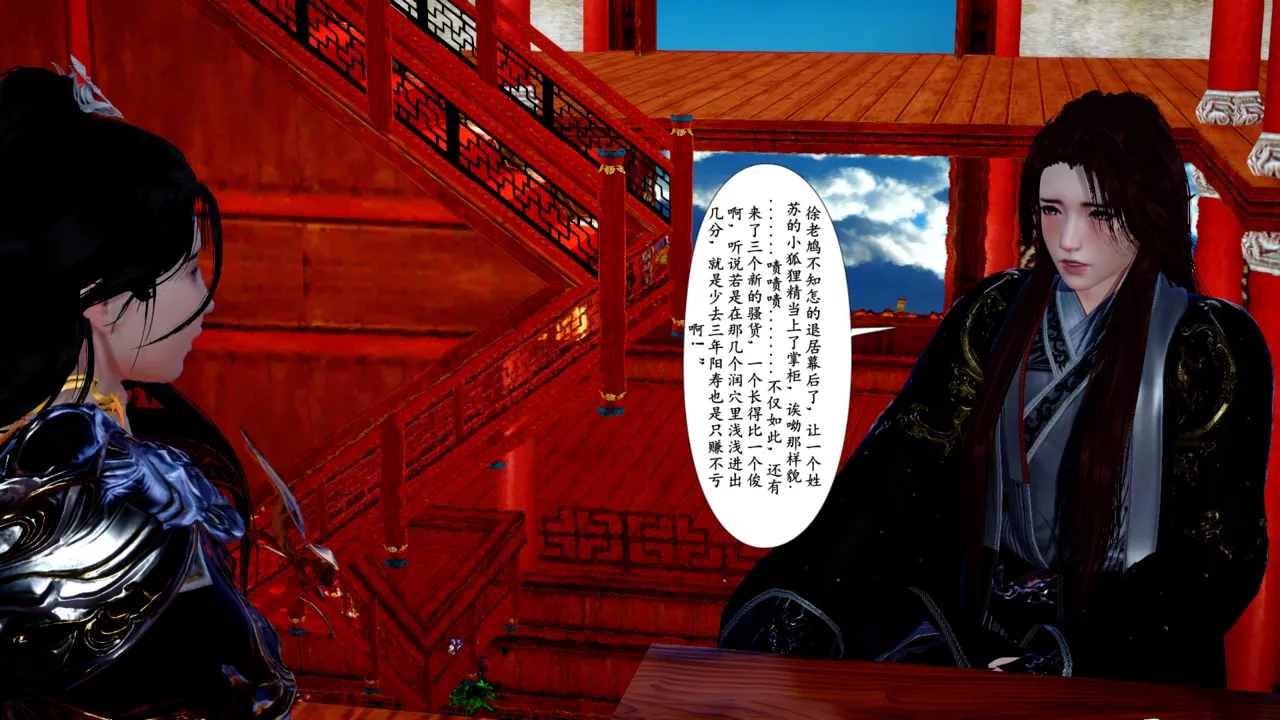 徐老鸠不知怎的退居幕后了，让一个姓
苏的小狐狸精当上了掌柜，诶呦那样貌.
.......啧啧啧........不仅如此，还有
来了三个新的骚货，一个长得比一个俊
啊，听说若是在那几个润穴里浅浅进出
几分，就是少去三年阳寿也是只赚不亏
啊！”